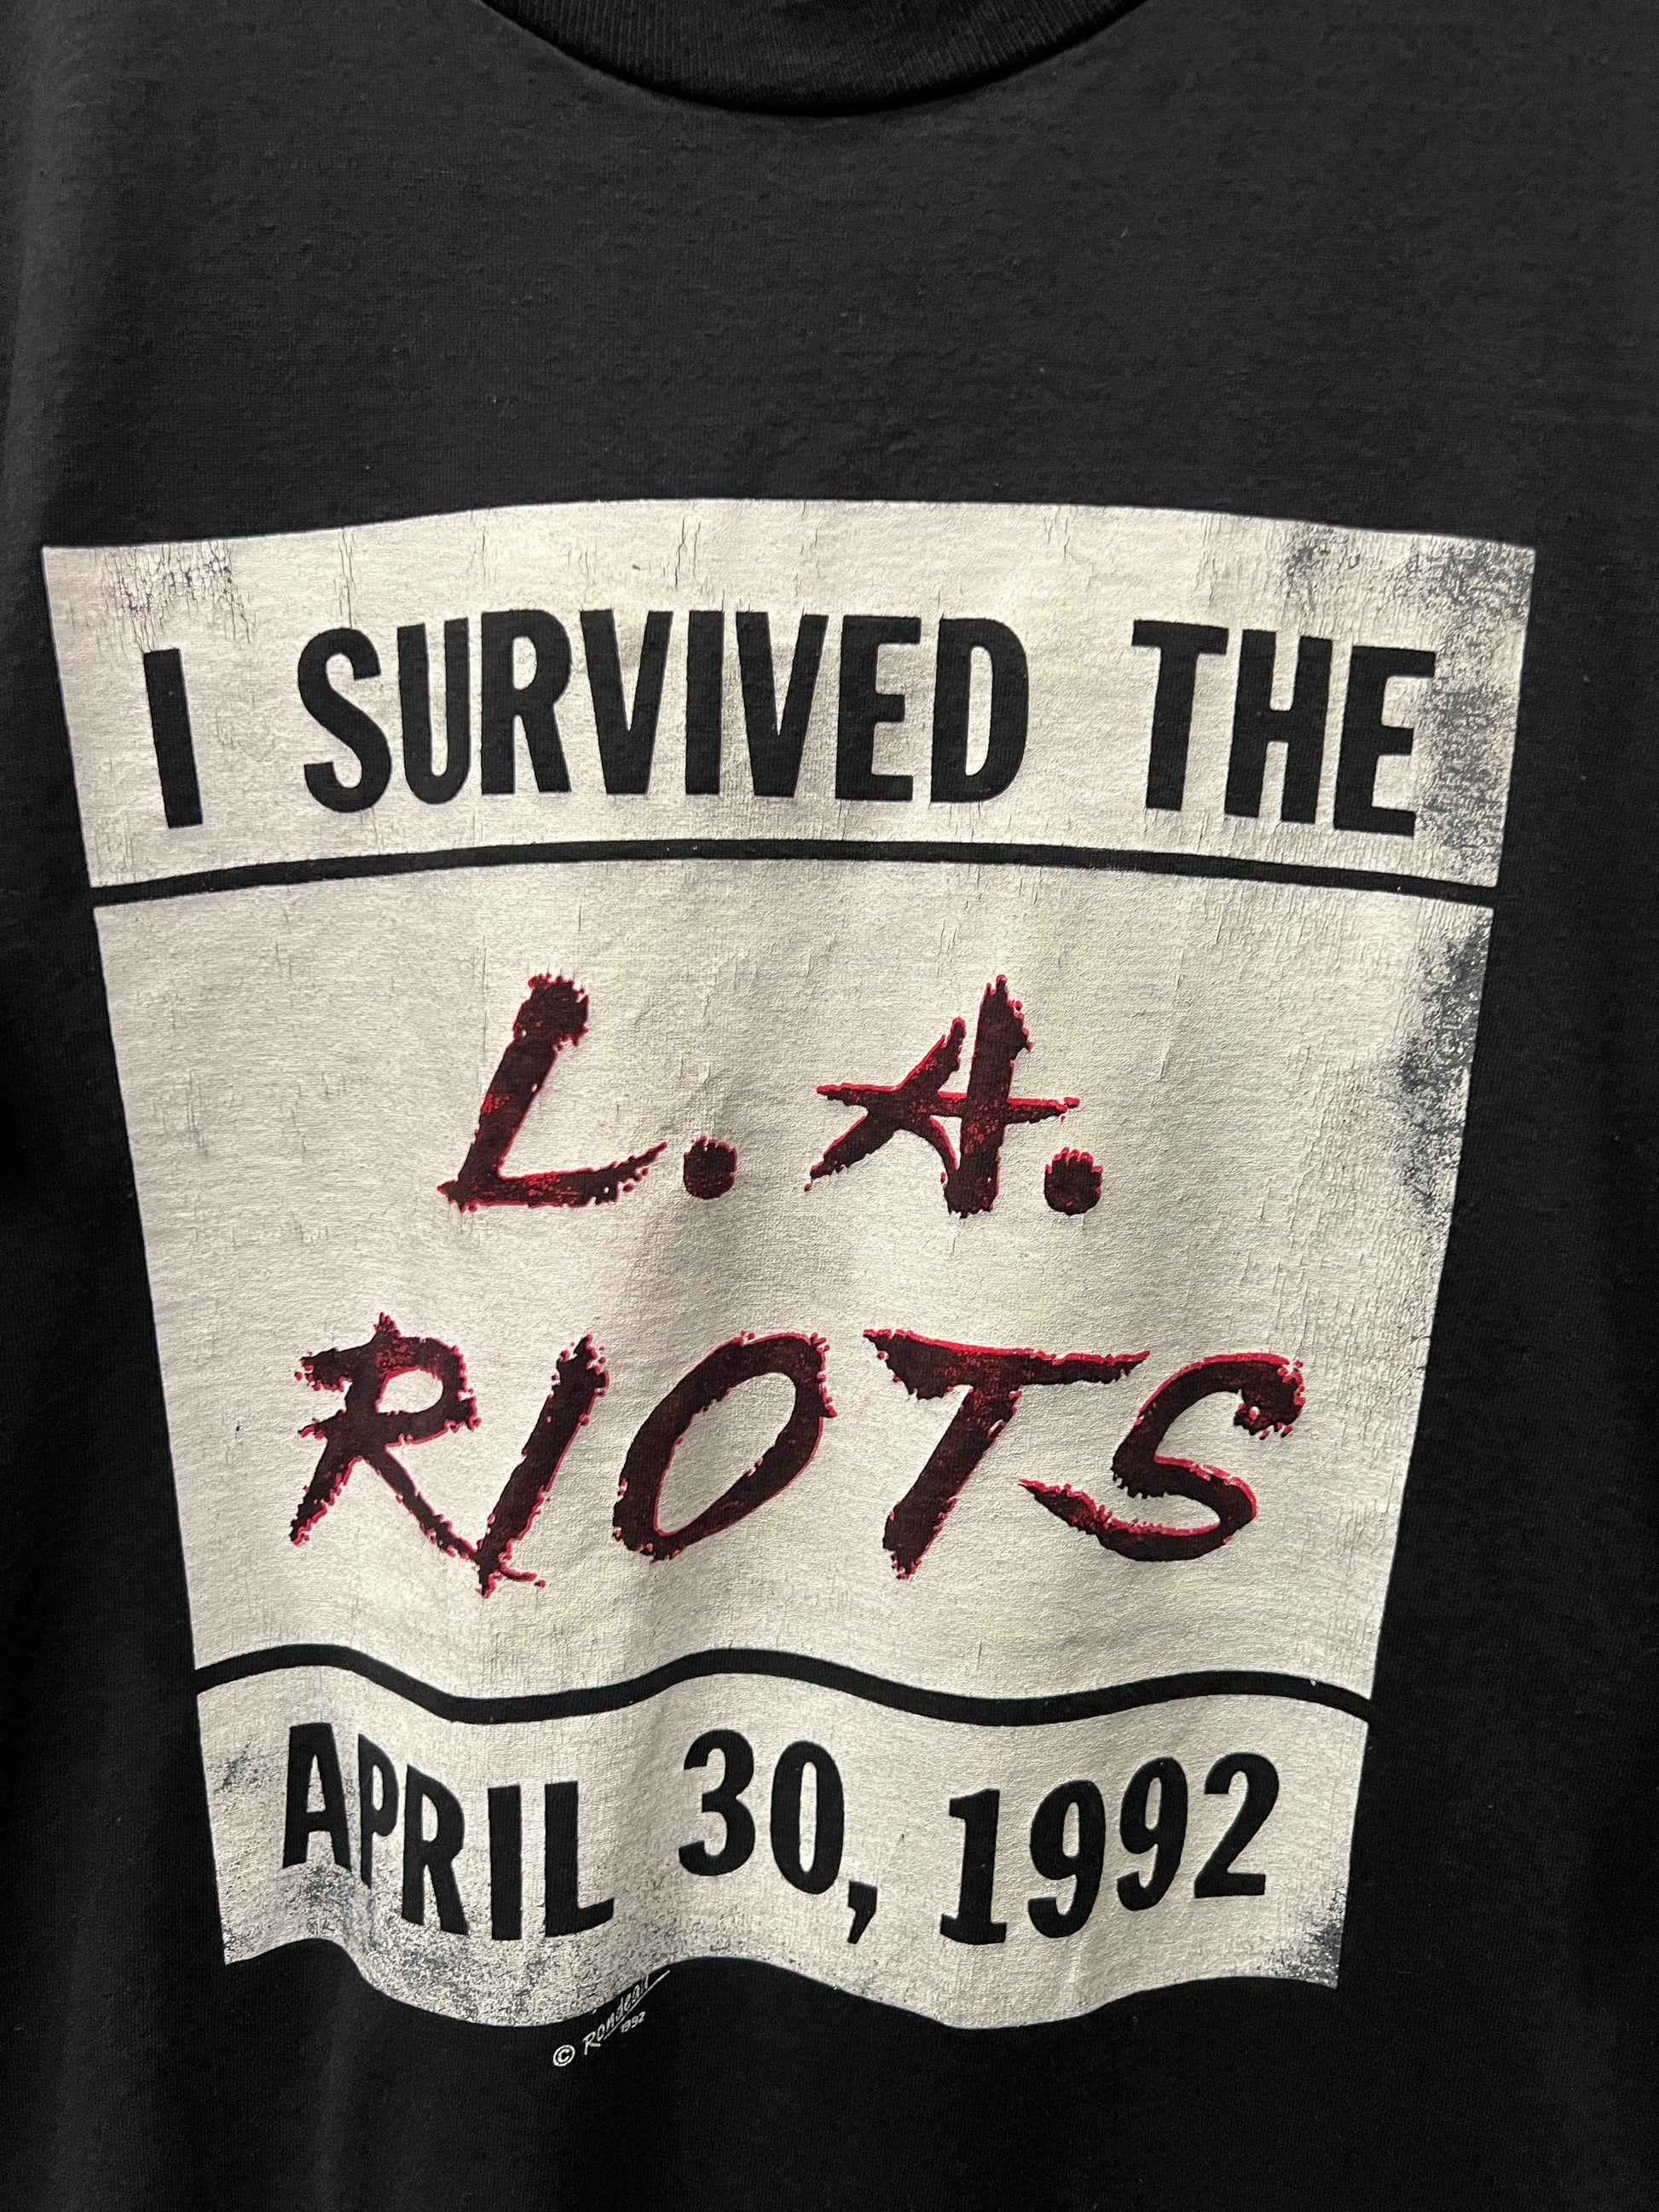 I SURVIVED THE
L.A.
RIOTS
APRIL 30, 1992
© Rondeau
1992